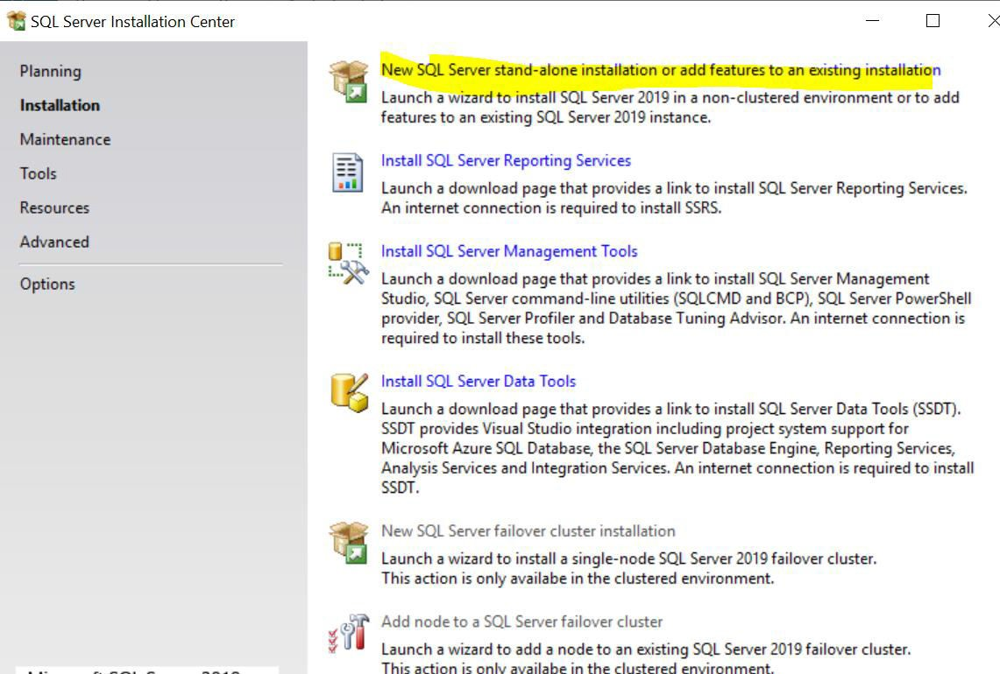 SQL Server Installation Center
Planning
Installation
Maintenance
Tools
Resources
Advanced
Options
New SQL Server stand-alone installation or add features to an existing installation
Launch a wizard to install SQL Server 2019 in a non-clustered environment or to add
features to an existing SQL Server 2019 instance.
Install SQL Server Reporting Services
Launch a download page that provides a link to install SQL Server Reporting Services.
An internet connection is required to install SSRS.
Install SQL Server Management Tools
Launch a download page that provides a link to install SQL Server Management
Studio, SQL Server command-line utilities (SQLCMD and BCP), SQL Server PowerShell
provider, SQL Server Profiler and Database Tuning Advisor. An internet connection is
required to install these tools.
Install SQL Server Data Tools
Launch a download page that provides a link to install SQL Server Data Tools (SSDT).
SSDT provides Visual Studio integration including project system support for
Microsoft Azure SQL Database, the SQL Server Database Engine, Reporting Services,
Analysis Services and Integration Services. An internet connection is required to install
SSDT.
New SQL Server failover cluster installation
Launch a wizard to install a single-node SQL Server 2019 failover cluster.
This action is only availabe in the clustered environment.
Add node to a SQL Server failover cluster
Launch a wizard to add a node to an existing SQL Server 2019 failover cluster.
This action is only availabe in the clustered environment.
Microsoft SQL Server 2019